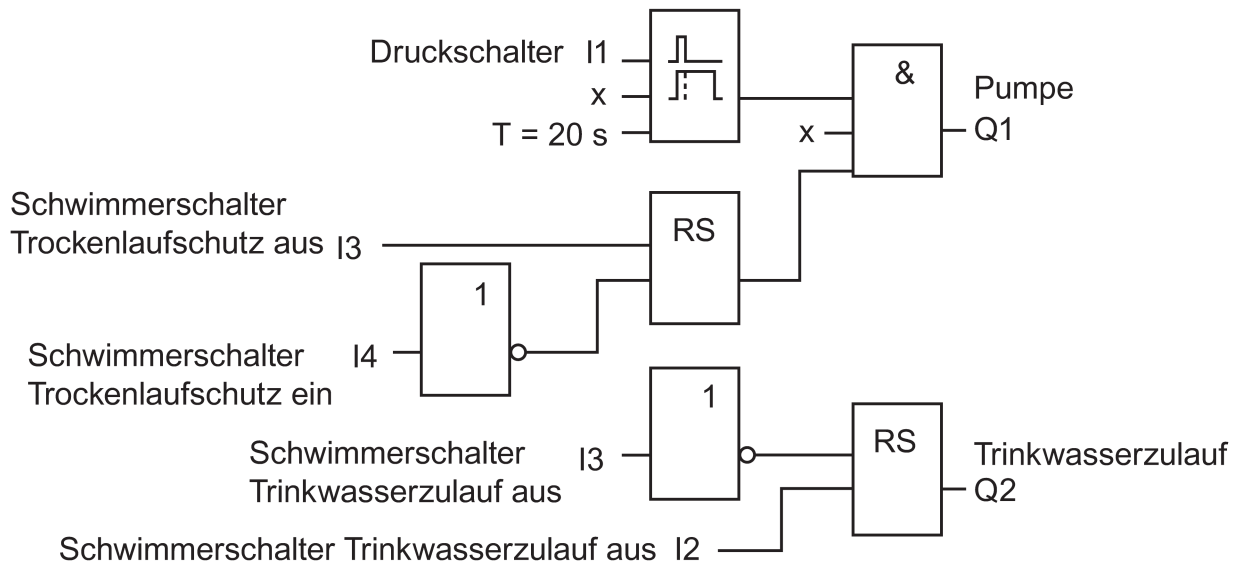 Druckschalter I1
x
T = 20 s
&
x
Pumpe
Q1
Schwimmerschalter
Trockenlaufschutz aus I3
RS
1
Schwimmerschalter I4
Trockenlaufschutz ein
1
Schwimmerschalter I3
Trinkwasserzulauf aus
RS
Trinkwasserzulauf
Q2
Schwimmerschalter Trinkwasserzulauf aus I2